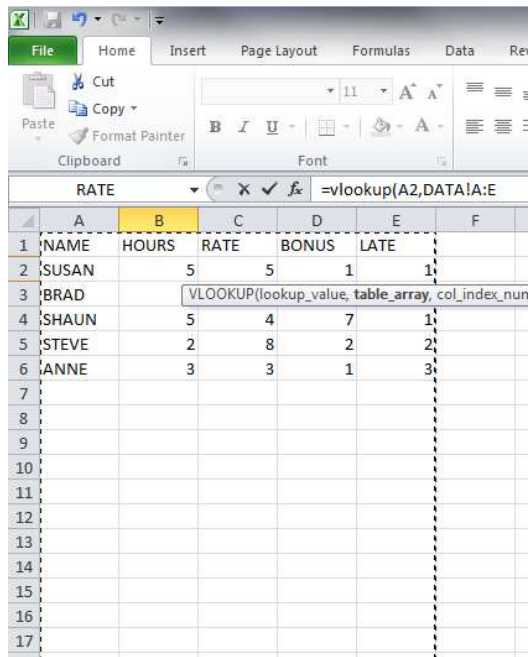 File Home Insert Page Layout Formulas Data Re
Cut
Copy
Format Painter
Paste
11 A A
B I U A
Clipboard Font
RATE fx =vlookup(A2,DATA!A:E
A B C D E F
1 NAME HOURS RATE BONUS LATE
2 SUSAN 5 5 1 1
3 BRAD VLOOKUP(lookup_value, table_array, col_index_num
4 SHAUN 5 4 7 1
5 STEVE 2 8 2 2
6 ANNE 3 3 1 3
7
8
9
10
11
12
13
14
15
16
17